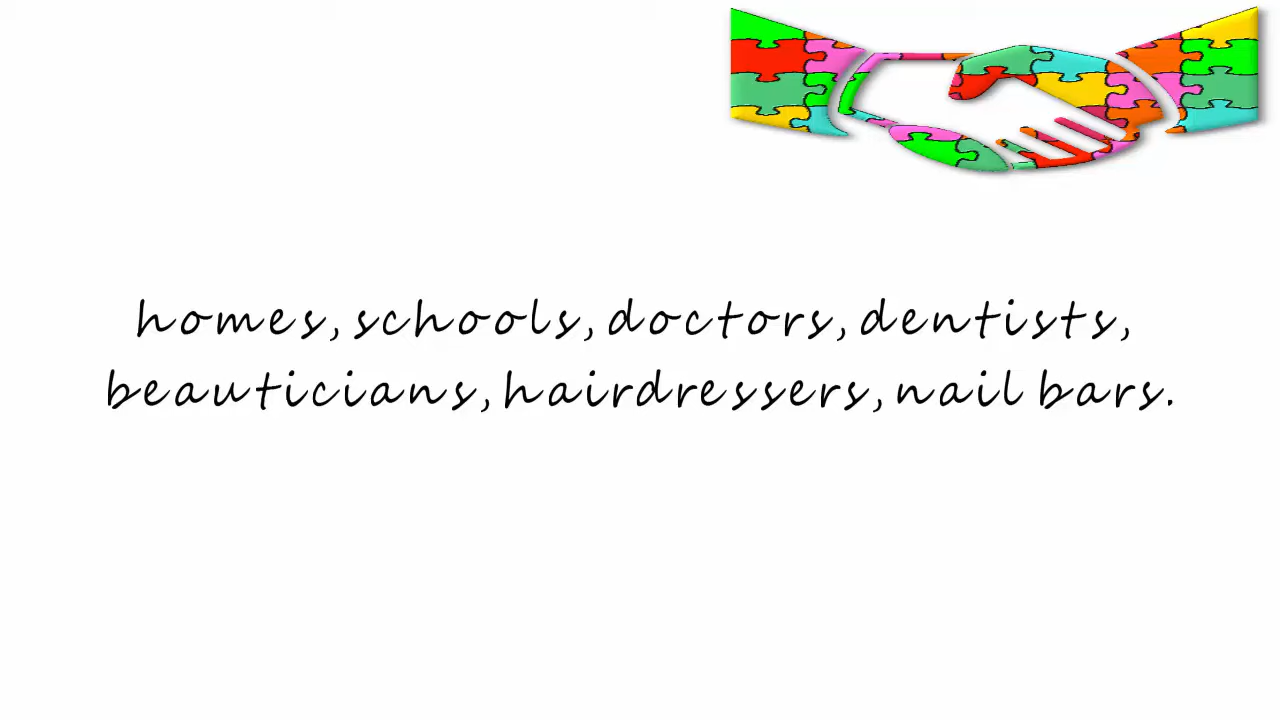 homes, schools, doctors, dentists,
beauticians, hairdressers, nail bars.